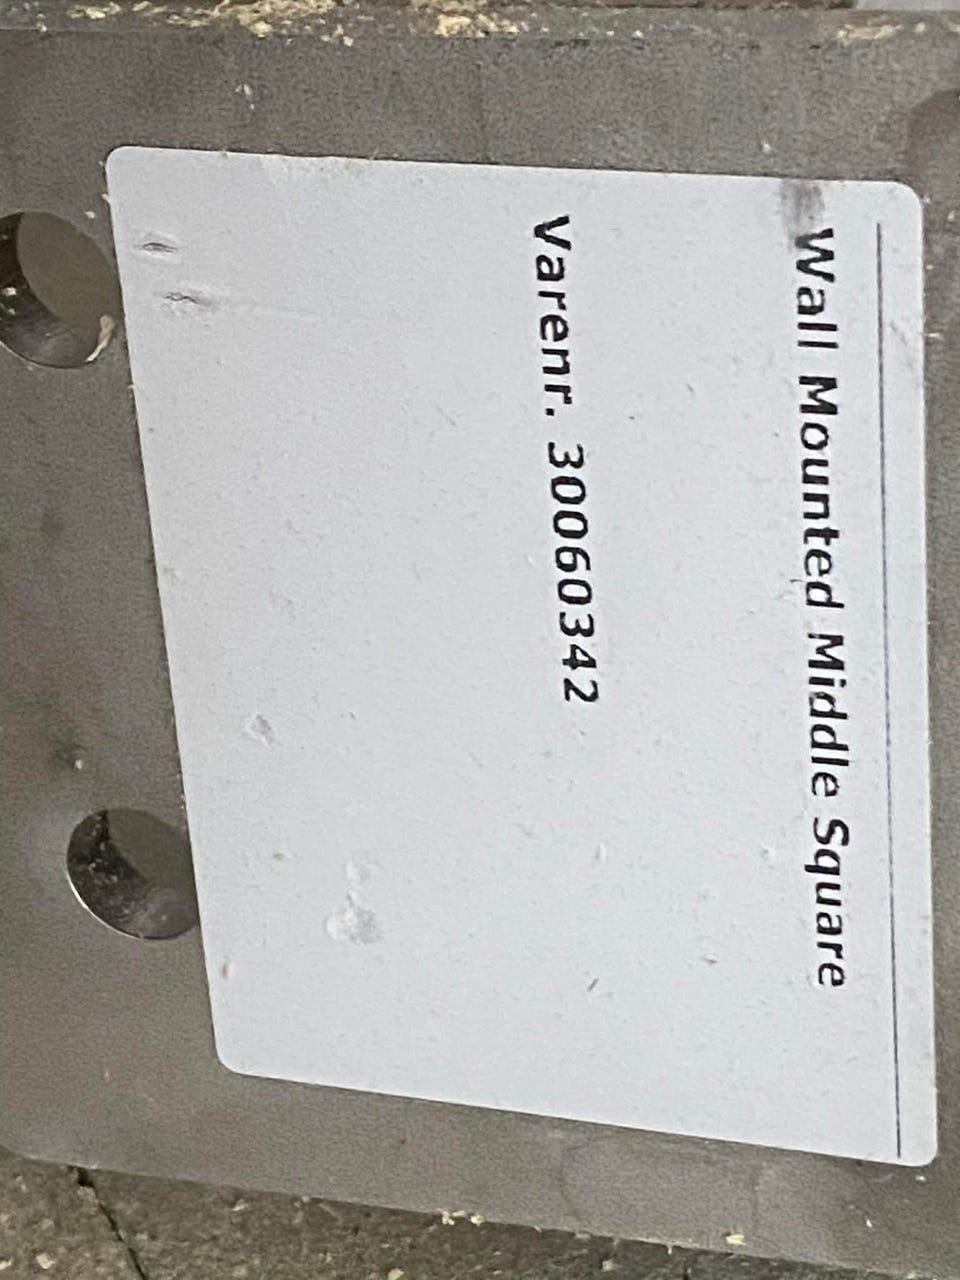 Wall Mounted Middle Square
Varenr. 30060342